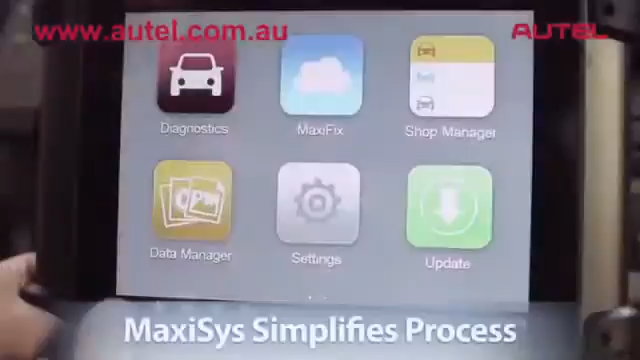 www.autel.com.au
AUTEL
Diagnostics
MaxiFix
Shop Manager
Data Manager
Settings
Update
MaxiSys Simplifies Process